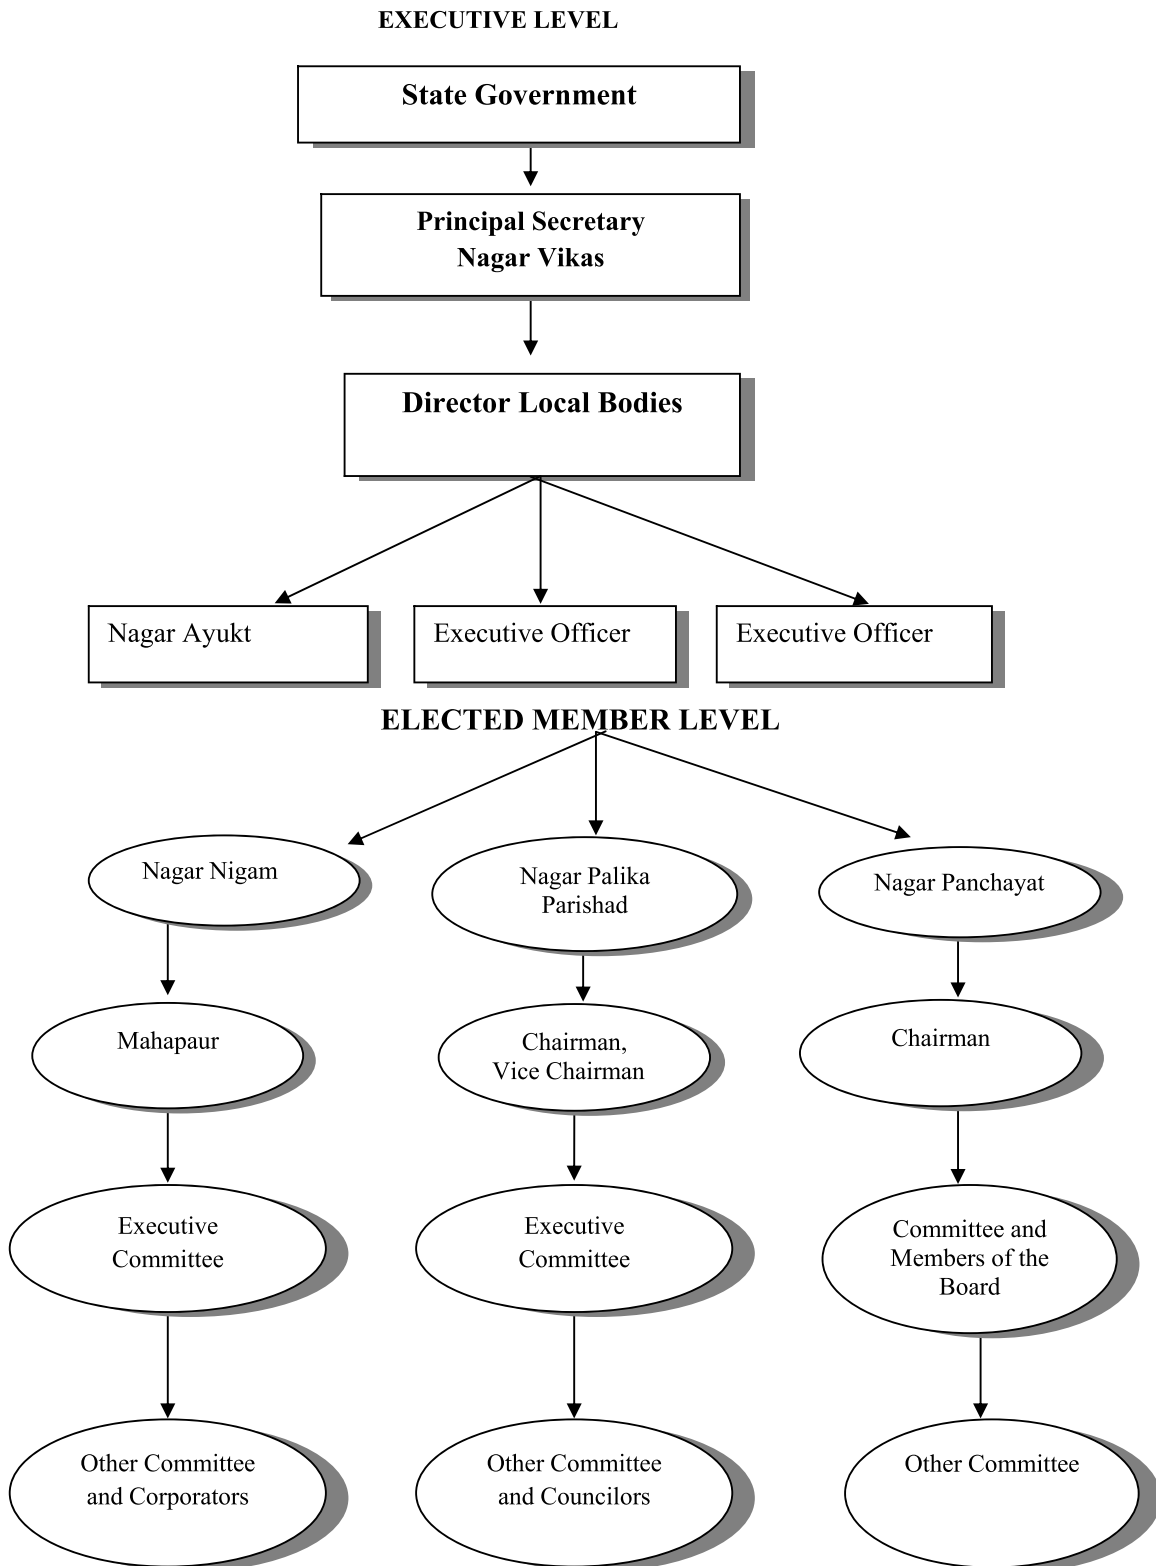 EXECUTIVE LEVEL
State Government
Principal Secretary
Nagar Vikas
Director Local Bodies
Nagar Ayukt
Executive Officer
Executive Officer
ELECTED MEMBER LEVEL
Nagar Nigam
Nagar Palika
Parishad
Nagar Panchayat
Mahapaur
Chairman,
Vice Chairman
Chairman
Executive
Committee
Executive
Committee
Committee and
Members of the
Board
Other Committee
and Corporators
Other Committee
and Councilors
Other Committee